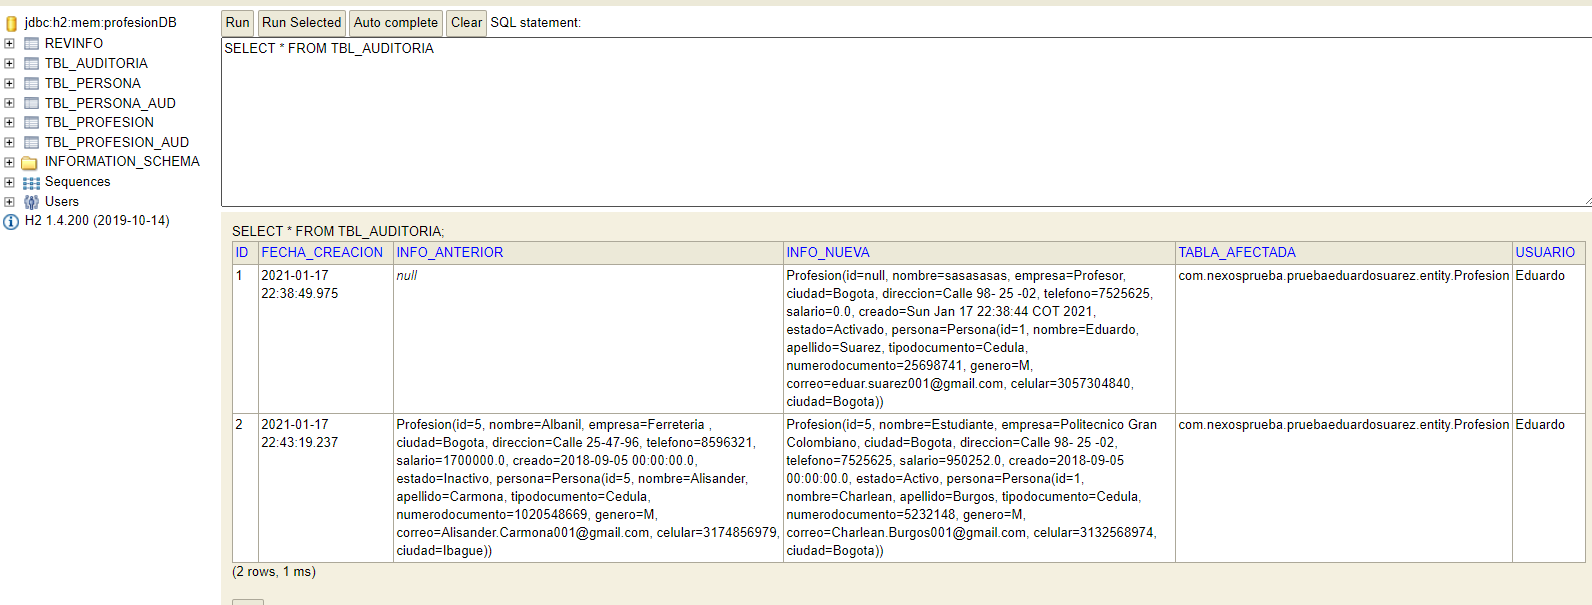 jdbc:h2:mem:profesionDB
REVINFO
TBL_AUDITORIA
TBL_PERSONA
TBL_PERSONA_AUD
TBL_PROFESION
TBL_PROFESION_AUD
INFORMATION_SCHEMA
Sequences
Users
H2 1.4.200 (2019-10-14)
Run Run Selected Auto complete Clear SQL statement:
SELECT * FROM TBL_AUDITORIA
SELECT * FROM TBL_AUDITORIA;
ID FECHA_CREACION INFO_ANTERIOR INFO_NUEVA TABLA_AFECTADA USUARIO
1
2021-01-17
22:38:49.975
null
Profesion(id=null, nombre=sasasasas, empresa=Profesor,
ciudad=Bogota, direccion=Calle 98- 25 -02, telefono=7525625,
salario=0.0, creado=Sun Jan 17 22:38:44 COT 2021,
estado=Activado, persona=Persona(id=1, nombre=Eduardo,
apellido=Suarez, tipodocumento=Cedula,
numerodocumento=25698741, genero=M,
correo=eduar.suarez001@gmail.com, celular=3057304840,
ciudad=Bogota))
com.nexosprueba.pruebaeduardosuarez.entity.Profesion
Eduardo
2
2021-01-17
22:43:19.237
Profesion(id=5, nombre=Albanil, empresa=Ferreteria ,
ciudad=Bogota, direccion=Calle 25-47-96, telefono=8596321,
salario=1700000.0, creado=2018-09-05 00:00:00.0,
estado=Inactivo, persona=Persona(id=5, nombre=Alisander,
apellido=Carmona, tipodocumento=Cedula,
numerodocumento=1020548669, genero=M,
correo=Alisander.Carmona001@gmail.com, celular=3174856979,
ciudad=Ibague))
Profesion(id=5, nombre=Estudiante, empresa=Politecnico Gran
Colombiano, ciudad=Bogota, direccion=Calle 98- 25 -02,
telefono=7525625, salario=950252.0, creado=2018-09-05
00:00:00.0, estado=Activo, persona=Persona(id=1,
nombre=Charlean, apellido=Burgos, tipodocumento=Cedula,
numerodocumento=5232148, genero=M,
correo=Charlean.Burgos001@gmail.com, celular=3132568974,
ciudad=Bogota))
com.nexosprueba.pruebaeduardosuarez.entity.Profesion
Eduardo
(2 rows, 1 ms)